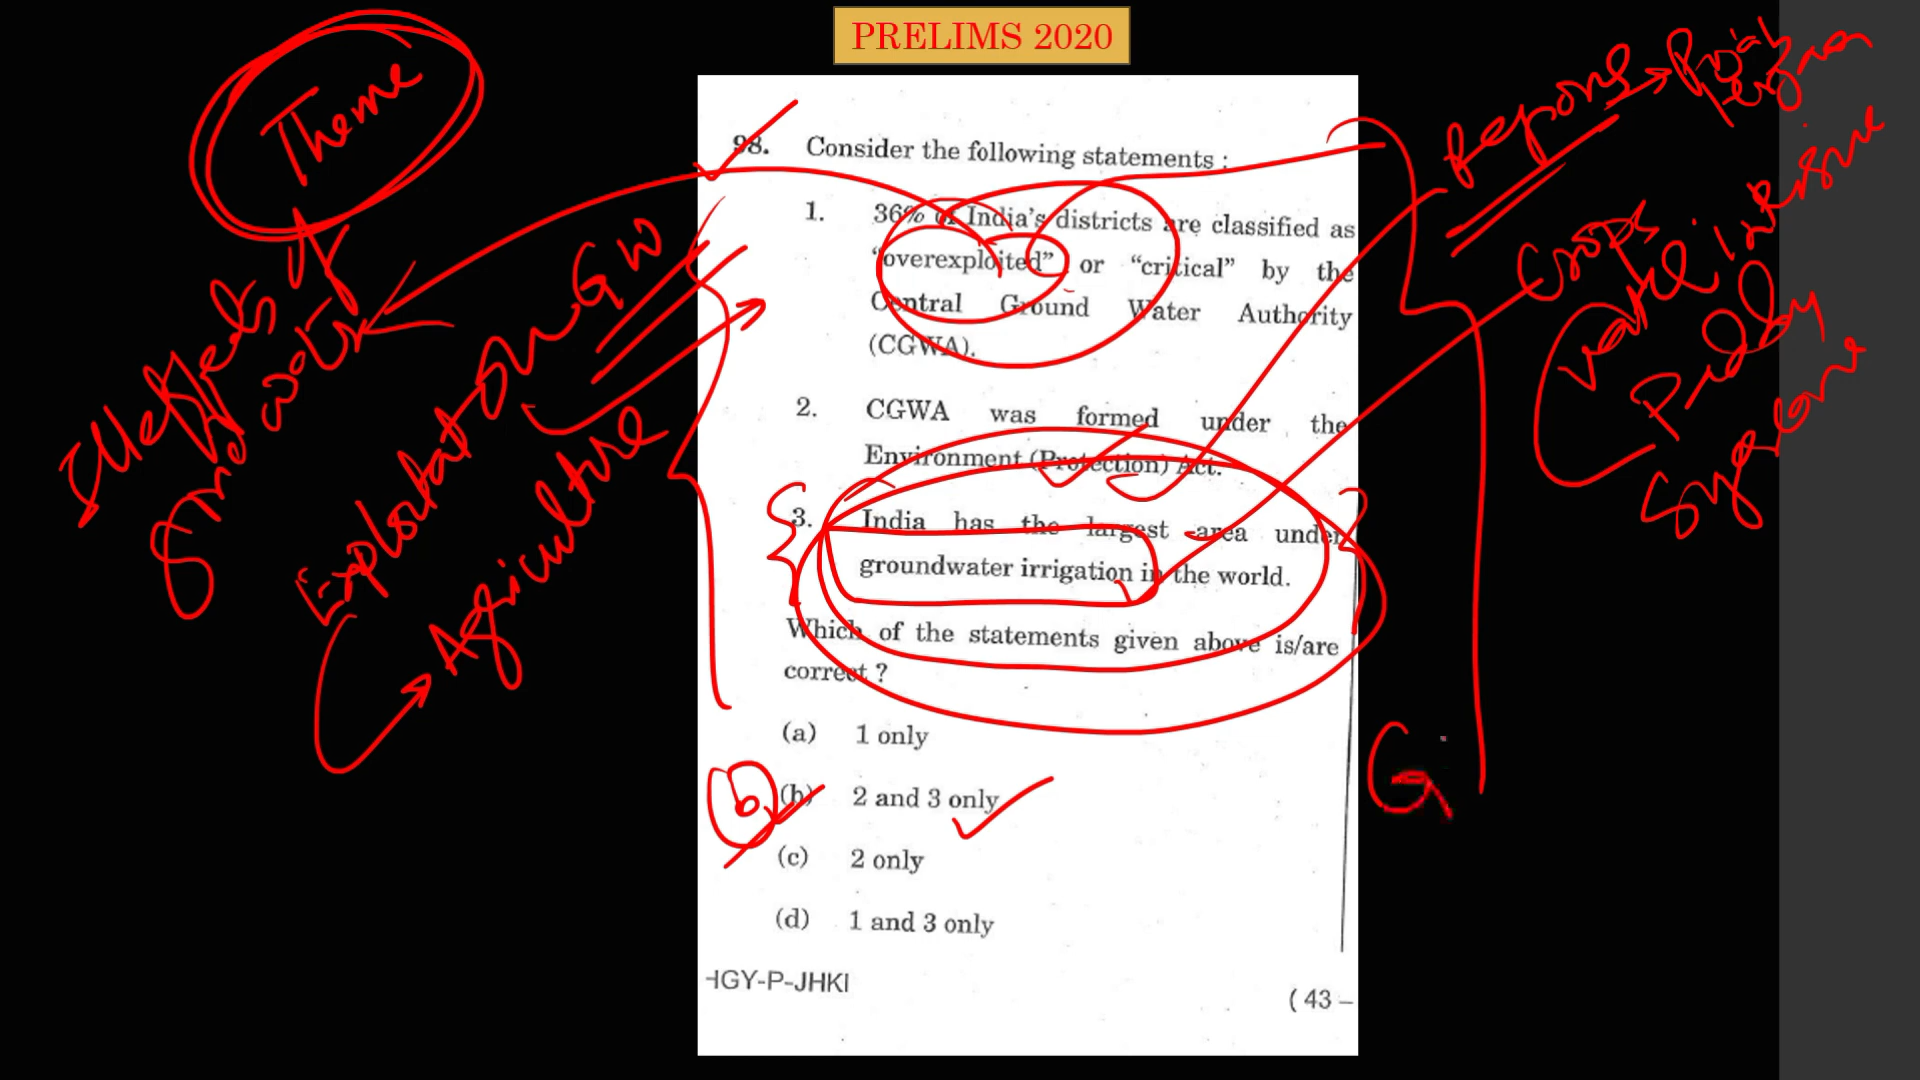 PRELIMS 2020
98. Consider the following statements :
1. 36% of India's districts are classified as
"overexploited" or "critical" by the
Central Ground Water Authority
(CGWA).
2. CGWA was formed under the
Environment (Protection) Act.
3. India has the largest area under
groundwater irrigation in the world.
Which of the statements given above is/are
correct ?
(a) 1 only
(b) 2 and 3 only
(c) 2 only
(d) 1 and 3 only
HGY-P-JHKI
( 43 –
Theme
Exploitation GW
Agriculture
b
Crops
water intensive
Paddy
G